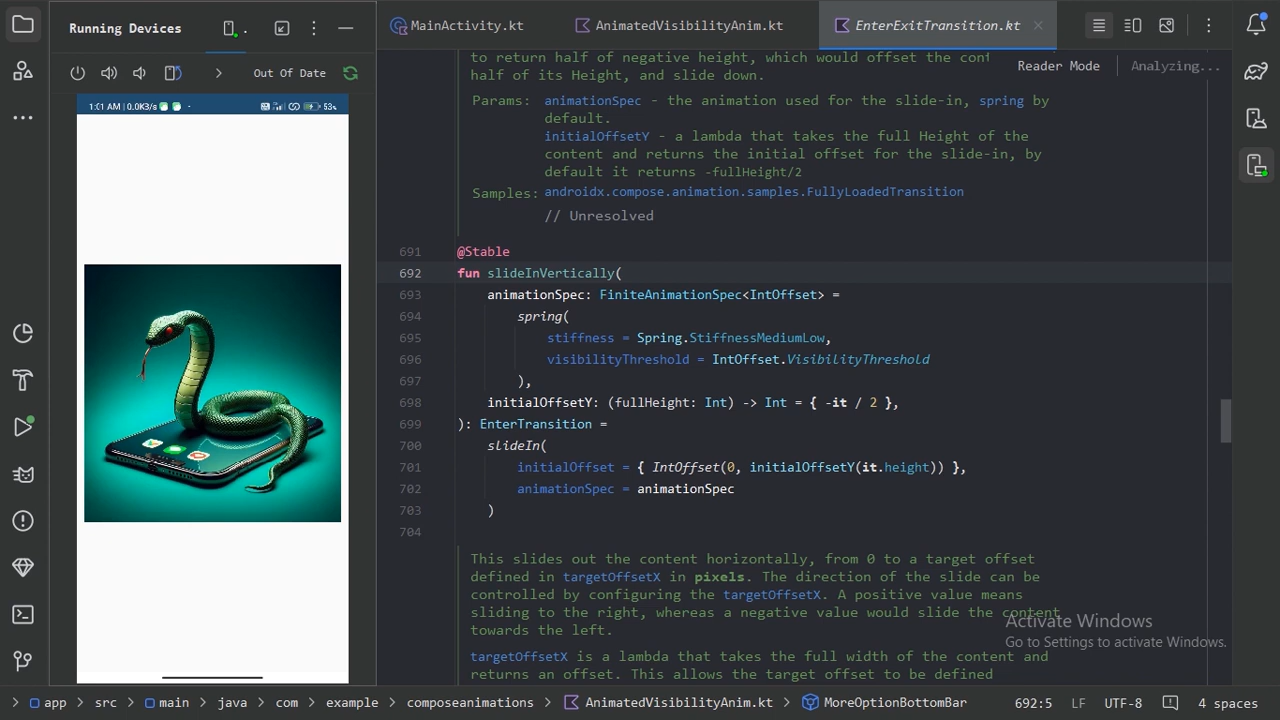 Running Devices
MainActivity.kt
AnimatedVisibilityAnim.kt
EnterExitTransition.kt
Out Of Date
1:01 AM | 0.0K/s
53%
Reader Mode
Analyzing...
to return half of negative height, which would offset the cont
half of its Height, and slide down.
Params: animationSpec - the animation used for the slide-in, spring by
default.
initialOffsetY - a lambda that takes the full Height of the
content and returns the initial offset for the slide-in, by
default it returns -fullHeight/2
Samples: androidx.compose.animation.samples.FullyLoadedTransition
// Unresolved
691 @Stable
692 fun slideInVertically(
693 animationSpec: FiniteAnimationSpec<IntOffset> =
694 spring(
695 stiffness = Spring.StiffnessMediumLow,
696 visibilityThreshold = IntOffset.VisibilityThreshold
697 ),
698 initialOffsetY: (fullHeight: Int) -> Int = { -it / 2 },
699 ): EnterTransition =
700 slideIn(
701 initialOffset = { IntOffset(0, initialOffsetY(it.height)) },
702 animationSpec = animationSpec
703 )
704
This slides out the content horizontally, from 0 to a target offset
defined in targetOffsetX in pixels. The direction of the slide can be
controlled by configuring the targetOffsetX. A positive value means
sliding to the right, whereas a negative value would slide the content
towards the left.
targetOffsetX is a lambda that takes the full width of the content and
returns an offset. This allows the target offset to be defined
Activate Windows
Go to Settings to activate Windows.
app > src > main > java > com > example > composeanimations > AnimatedVisibilityAnim.kt > MoreOptionBottomBar
692:5 LF UTF-8 4 spaces